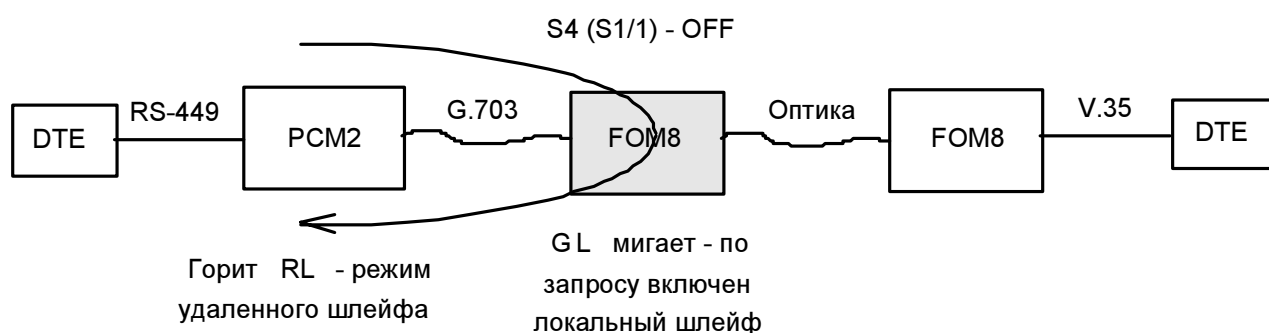 S4 (S1/1) - OFF
DTE
RS-449
PCM2
G.703
FOM8
Оптика
FOM8
V.35
DTE
Горит RL - режим
удаленного шлейфа
GL мигает - по
запросу включен
локальный шлейф